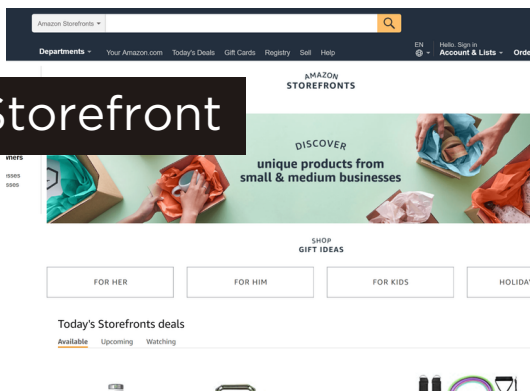 Amazon Storefronts
EN Hello. Sign in
Departments Your Amazon.com Today's Deals Gift Cards Registry Sell Help Account & Lists Orde
AMAZON
STOREFRONTS
Storefront
DISCOVER
unique products from
small & medium businesses
SHOP
GIFT IDEAS
FOR HER FOR HIM FOR KIDS HOLIDA
Today's Storefronts deals
Available Upcoming Watching